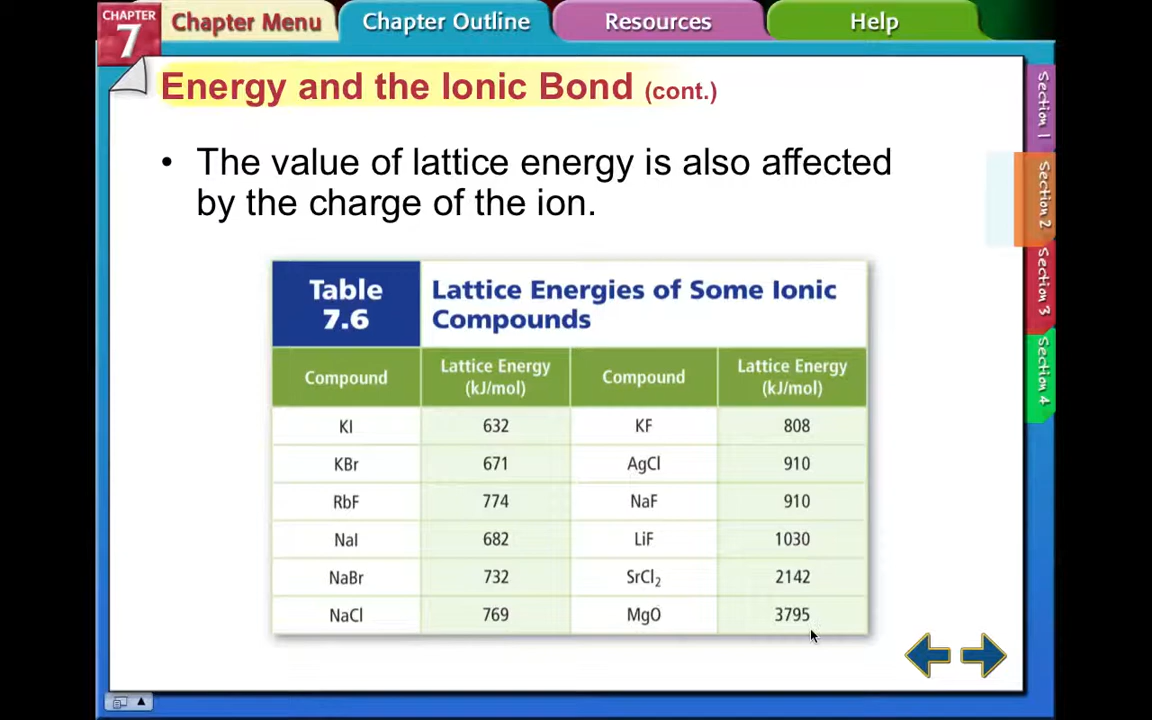 CHAPTER
7
Chapter Menu
Chapter Outline
Resources
Help
Energy and the Ionic Bond (cont.)
• The value of lattice energy is also affected
by the charge of the ion.
Table
7.6
Lattice Energies of Some Ionic
Compounds
Compound Lattice Energy (kJ/mol) Compound Lattice Energy (kJ/mol)
KI 632 KF 808
KBr 671 AgCl 910
RbF 774 NaF 910
NaI 682 LiF 1030
NaBr 732 SrCl₂ 2142
NaCl 769 MgO 3795
Section 1
Section 2
Section 3
Section 4